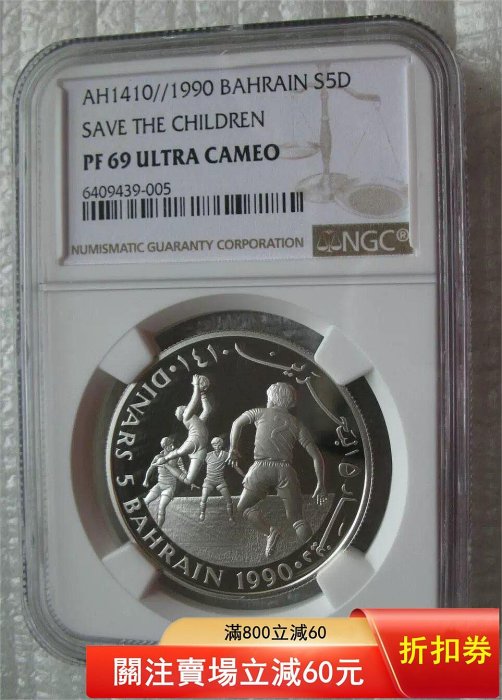 AH1410//1990 BAHRAIN S5D
SAVE THE CHILDREN
PF 69 ULTRA CAMEO
6409439-005
NUMISMATIC GUARANTY CORPORATION
NGC®
١٤١٠
DINARS 5 BAHRAIN 1990
滿800立減60
關注賣場立減60元
折扣券